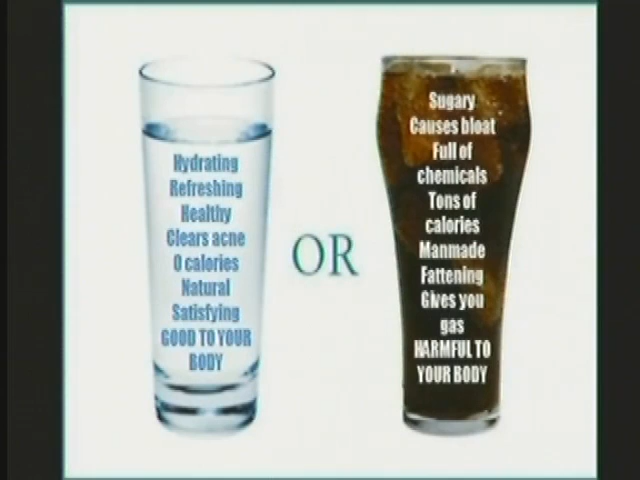 Hydrating
Refreshing
Healthy
Clears acne
0 calories
Natural
Satisfying
GOOD TO YOUR
BODY
OR
Sugary
Causes bloat
Full of
chemicals
Tons of
calories
Manmade
Fattening
Gives you
gas
HARMFUL TO
YOUR BODY